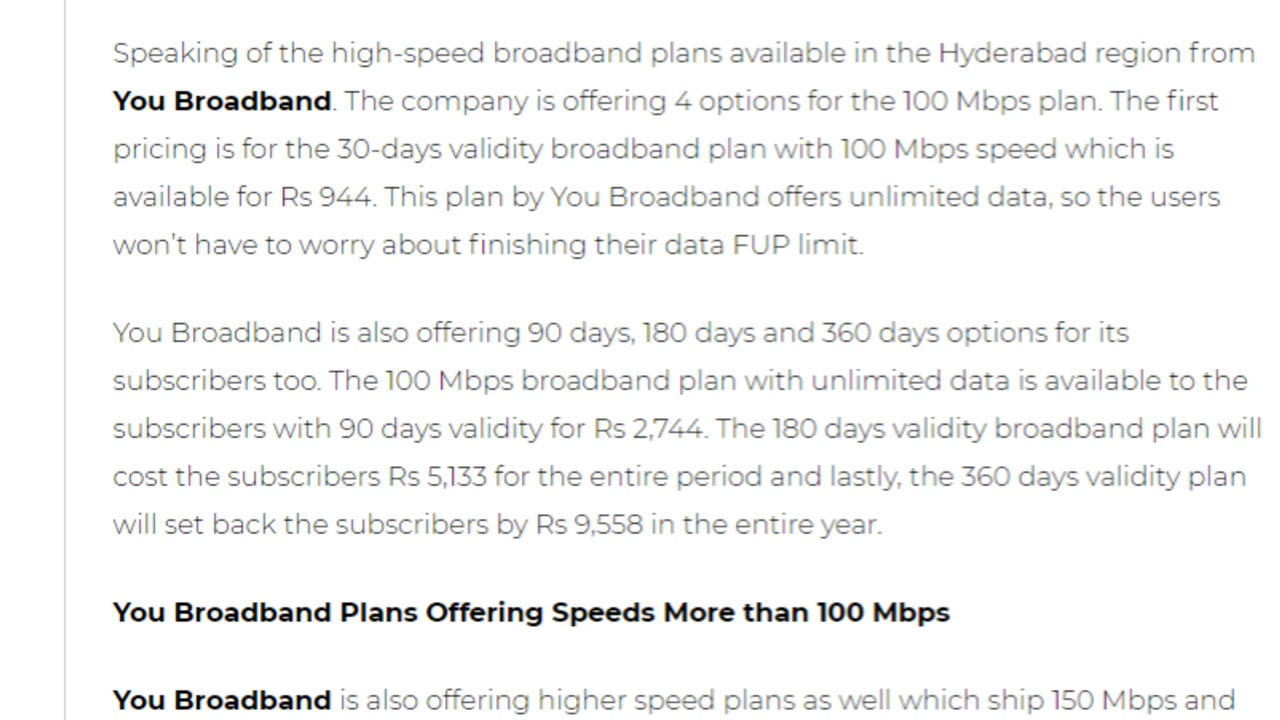 Speaking of the high-speed broadband plans available in the Hyderabad region from
You Broadband. The company is offering 4 options for the 100 Mbps plan. The first
pricing is for the 30-days validity broadband plan with 100 Mbps speed which is
available for Rs 944. This plan by You Broadband offers unlimited data, so the users
won’t have to worry about finishing their data FUP limit.
You Broadband is also offering 90 days, 180 days and 360 days options for its
subscribers too. The 100 Mbps broadband plan with unlimited data is available to the
subscribers with 90 days validity for Rs 2,744. The 180 days validity broadband plan will
cost the subscribers Rs 5,133 for the entire period and lastly, the 360 days validity plan
will set back the subscribers by Rs 9,558 in the entire year.
You Broadband Plans Offering Speeds More than 100 Mbps
You Broadband is also offering higher speed plans as well which ship 150 Mbps and